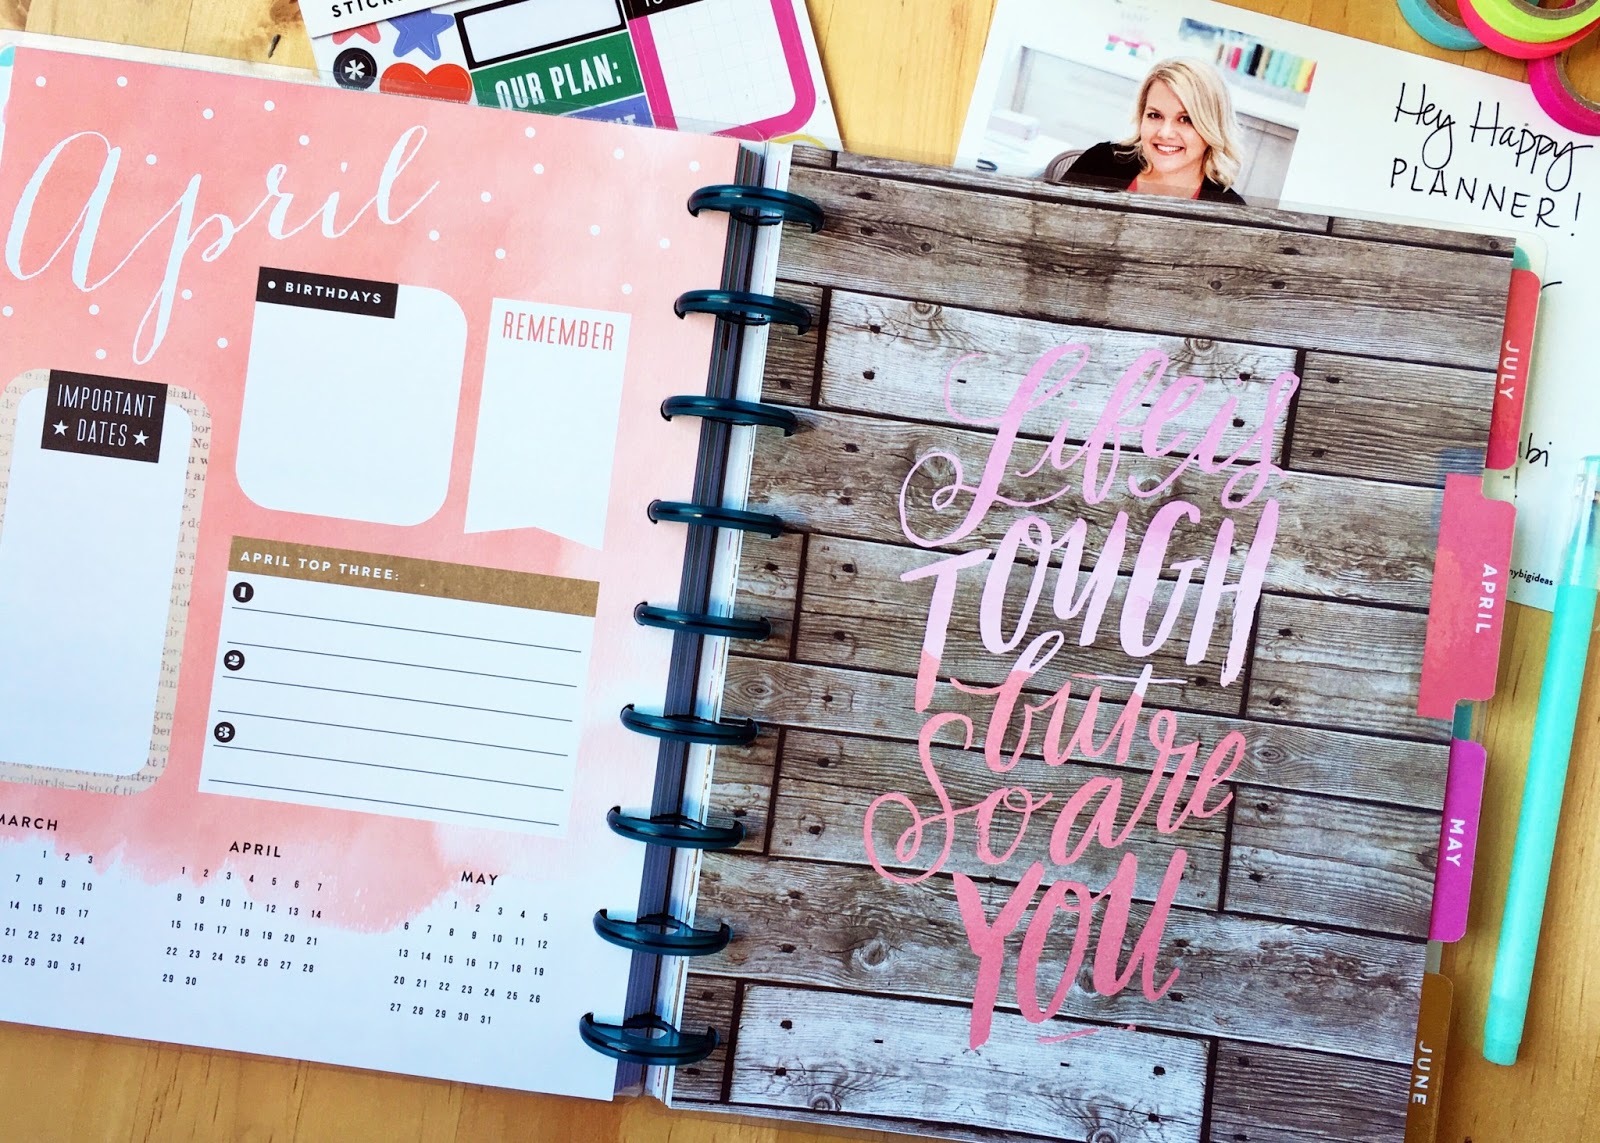 STICKE
OUR PLAN:
April
BIRTHDAYS
REMEMBER
IMPORTANT
DATES
APRIL TOP THREE:
1
2
3
MARCH
1 2 3
7 8 9 10
14 15 16 17
21 22 23 24
28 29 30 31
APRIL
1 2 3 4 5 6 7
8 9 10 11 12 13 14
15 16 17 18 19 20 21
22 23 24 25 26 27 28
29 30
MAY
1 2 3 4 5
6 7 8 9 10 11 12
13 14 15 16 17 18 19
20 21 22 23 24 25 26
27 28 29 30 31
Life is
TOUGH
but
So are
YOU
Hey Happy
PLANNER!
JULY
APRIL
MAY
JUNE
bi
nybigideas